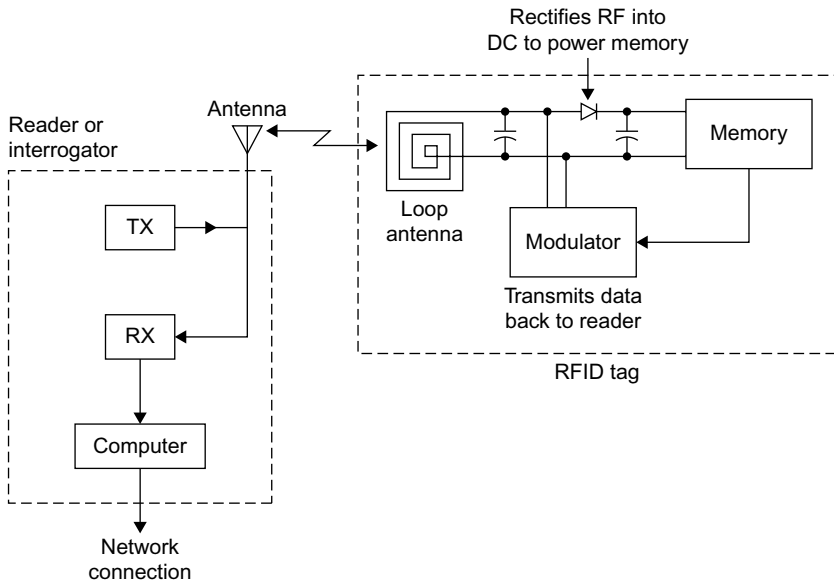 Rectifies RF into
DC to power memory
Antenna
Reader or
interrogator
Memory
Loop
antenna
TX
Modulator
Transmits data
back to reader
RX
RFID tag
Computer
Network
connection